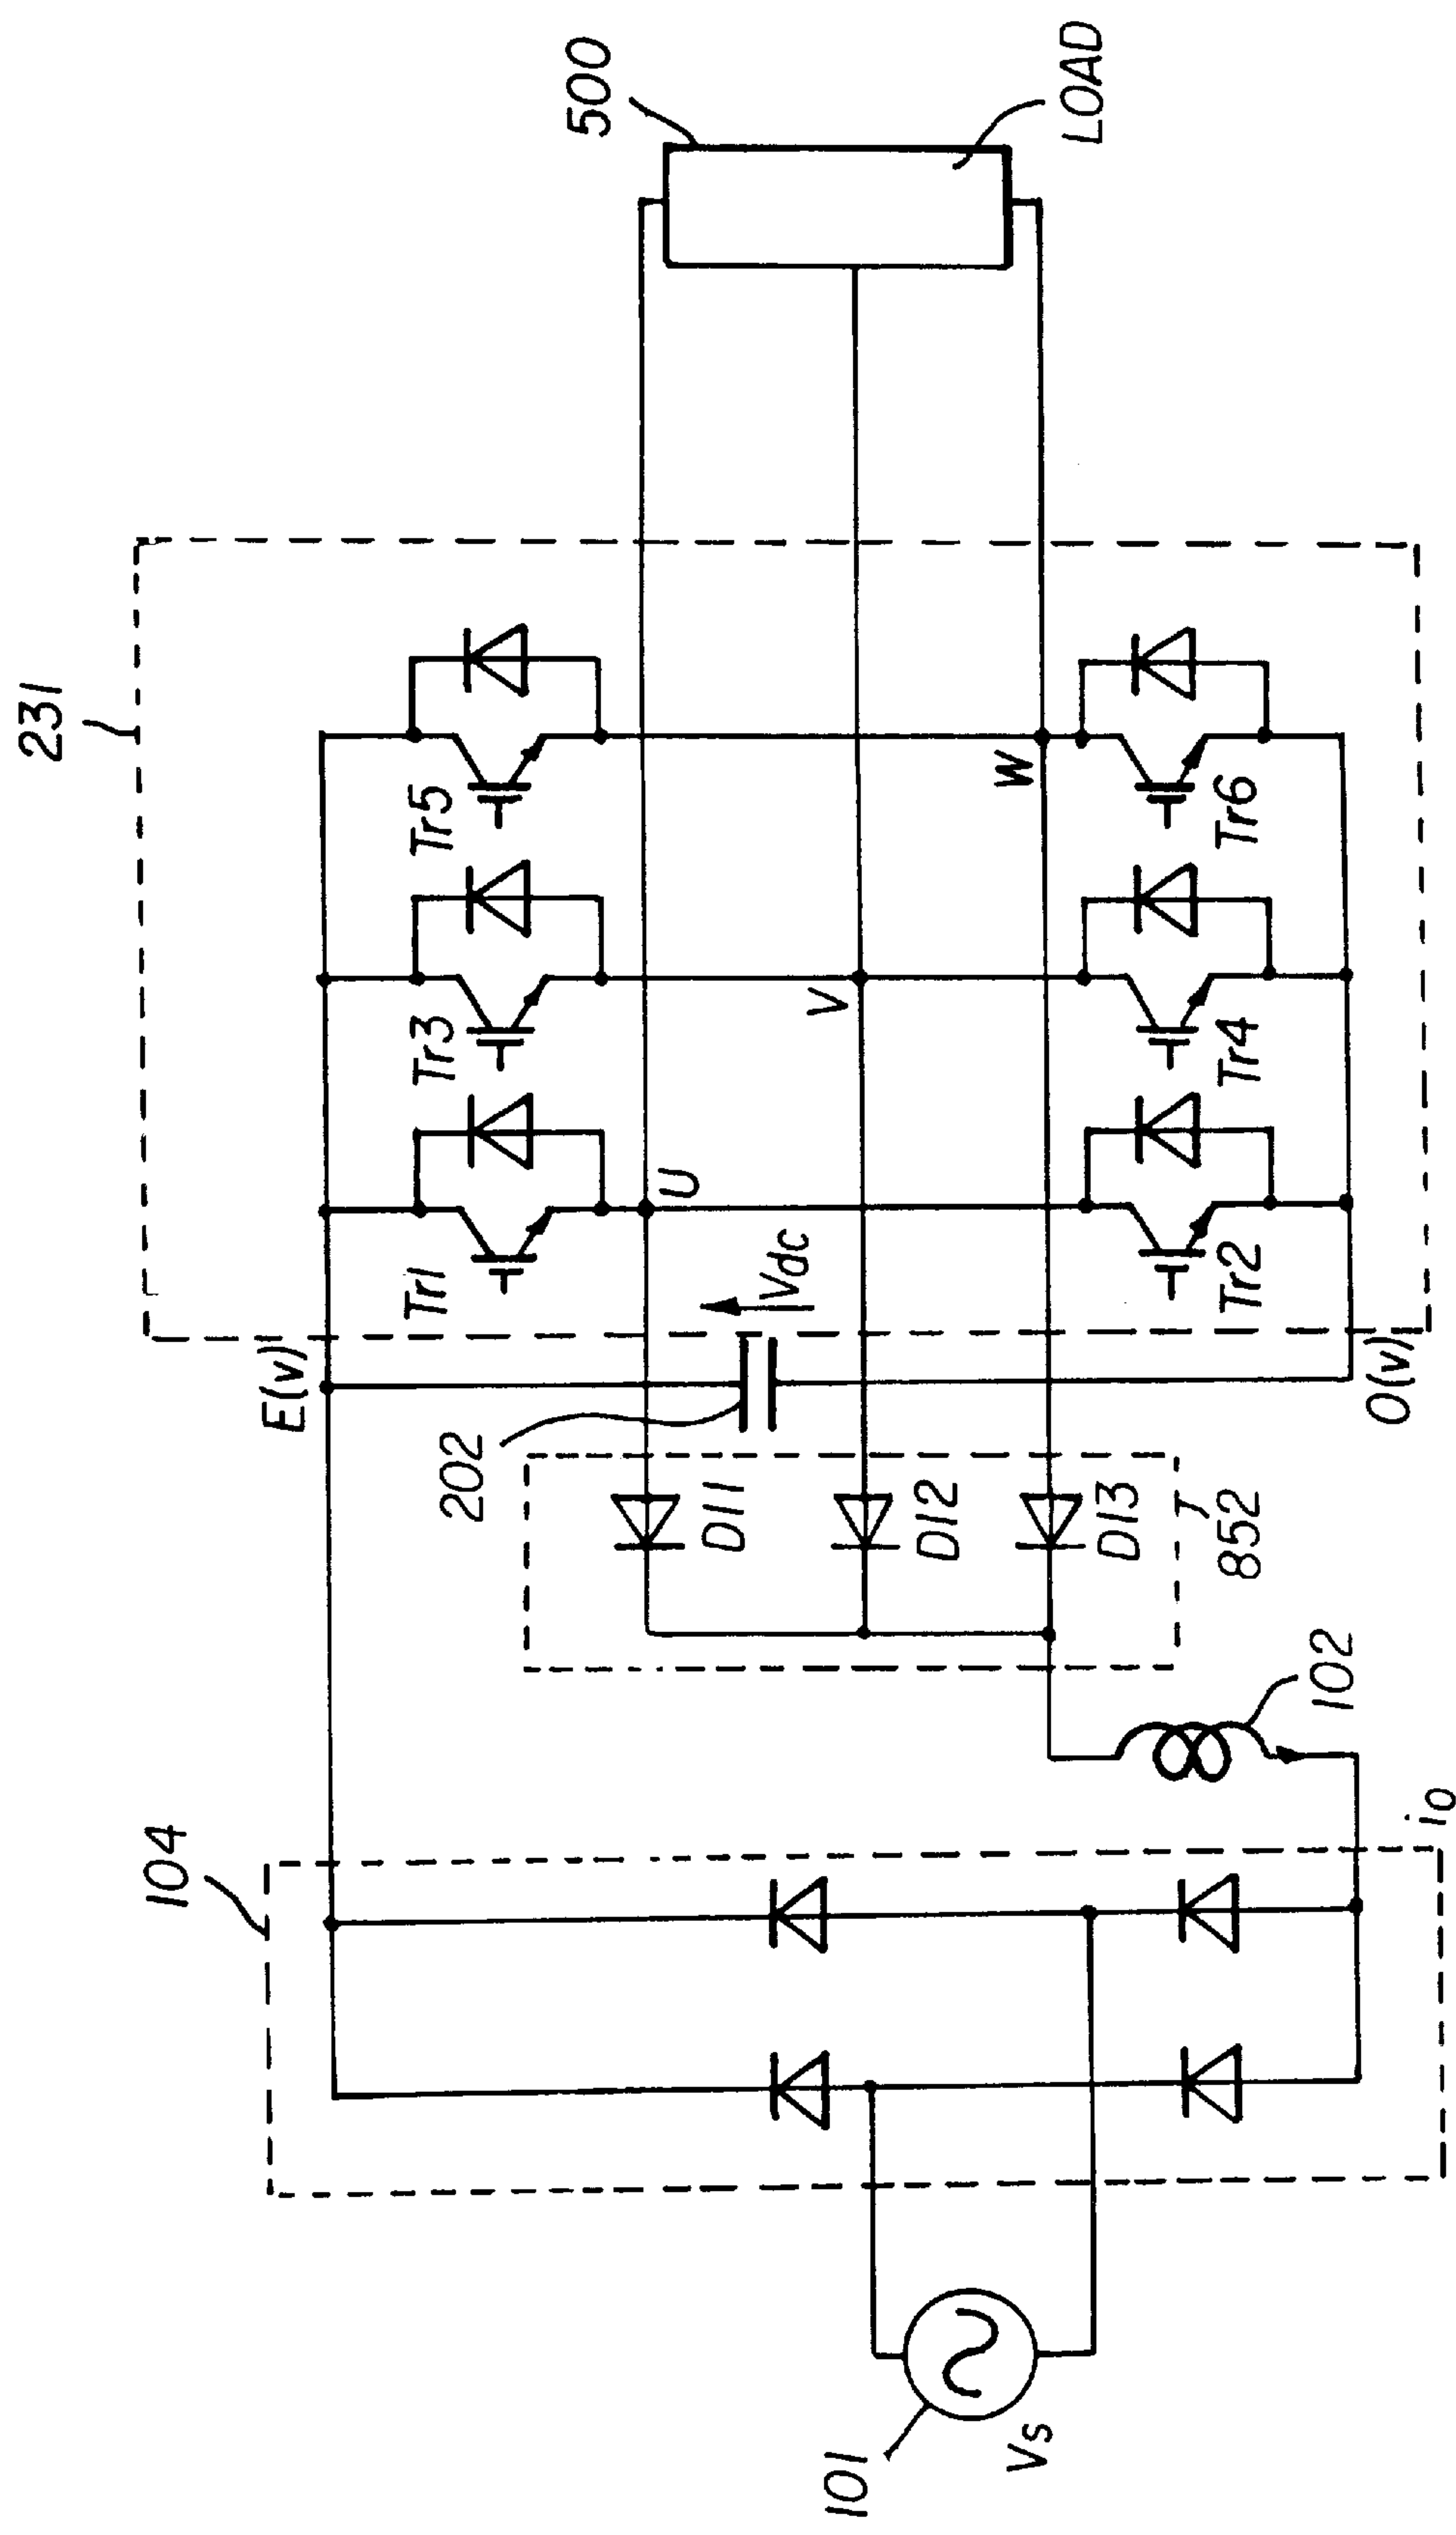 231
500
LOAD
104
E(v)
Tr1
Tr3
Tr5
202
Vdc
U
V
W
D11
D12
D13
852
Tr2
Tr4
Tr6
O(v)
101
Vs
102
io